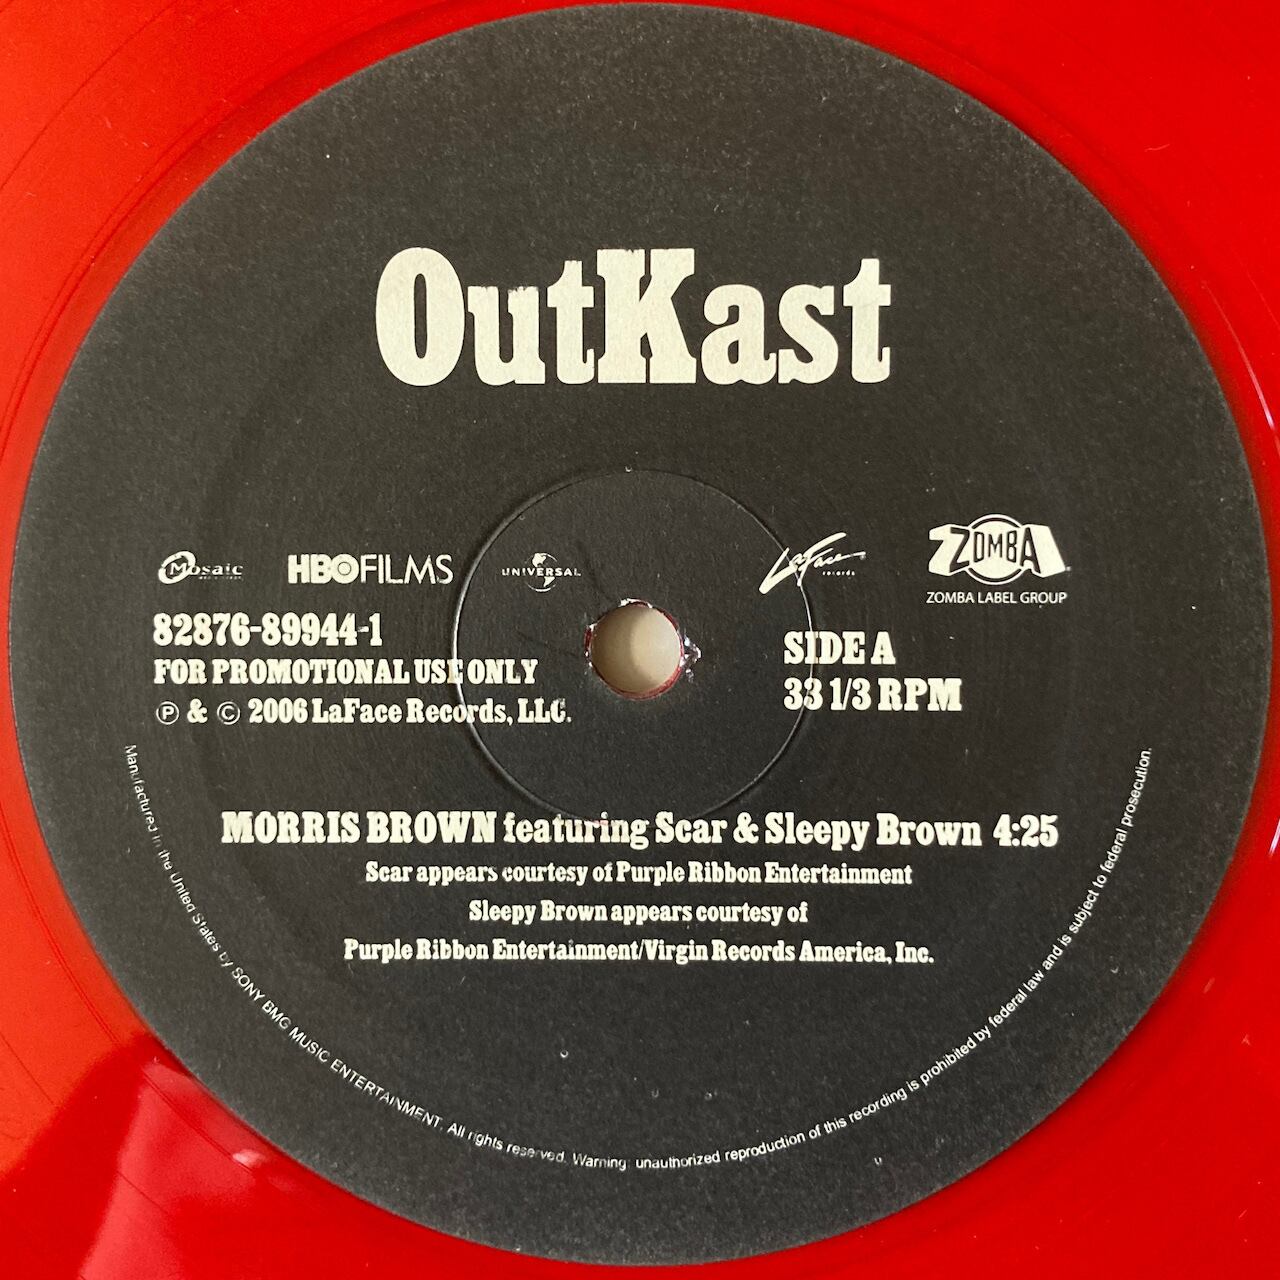 OutKast
Mosaic
HBO FILMS
UNIVERSAL
LaFace
records
ZOMBA
ZOMBA LABEL GROUP
82876-89944-1
FOR PROMOTIONAL USE ONLY
℗ & © 2006 LaFace Records, LLC.
SIDE A
33 1/3 RPM
MORRIS BROWN featuring Scar & Sleepy Brown 4:25
Scar appears courtesy of Purple Ribbon Entertainment
Sleepy Brown appears courtesy of
Purple Ribbon Entertainment/Virgin Records America, Inc.
Manufactured in the United States by SONY BMG MUSIC ENTERTAINMENT. All rights reserved. Warning: unauthorized reproduction of this recording is prohibited by federal law and is subject to federal prosecution.